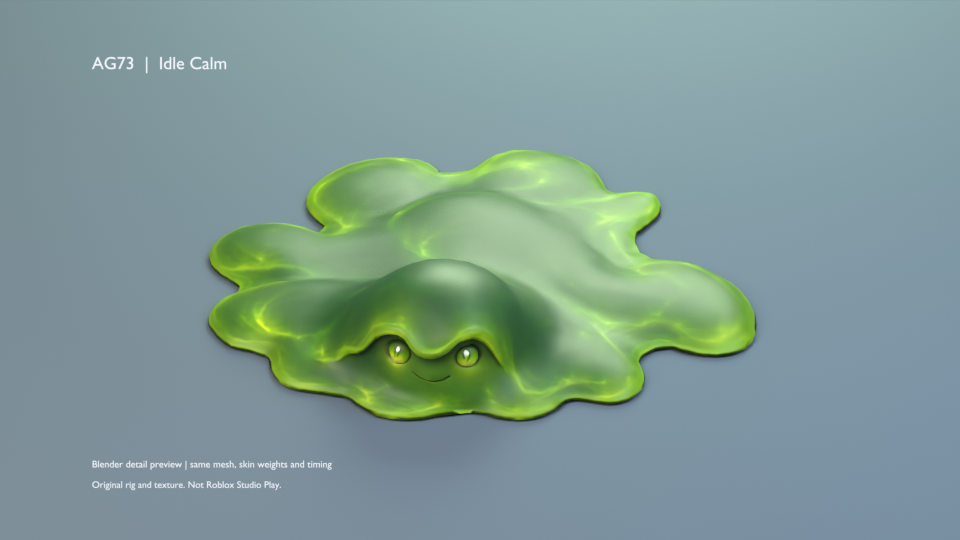 AG73 | Idle Calm
Blender detail preview | same mesh, skin weights and timing
Original rig and texture. Not Roblox Studio Play.